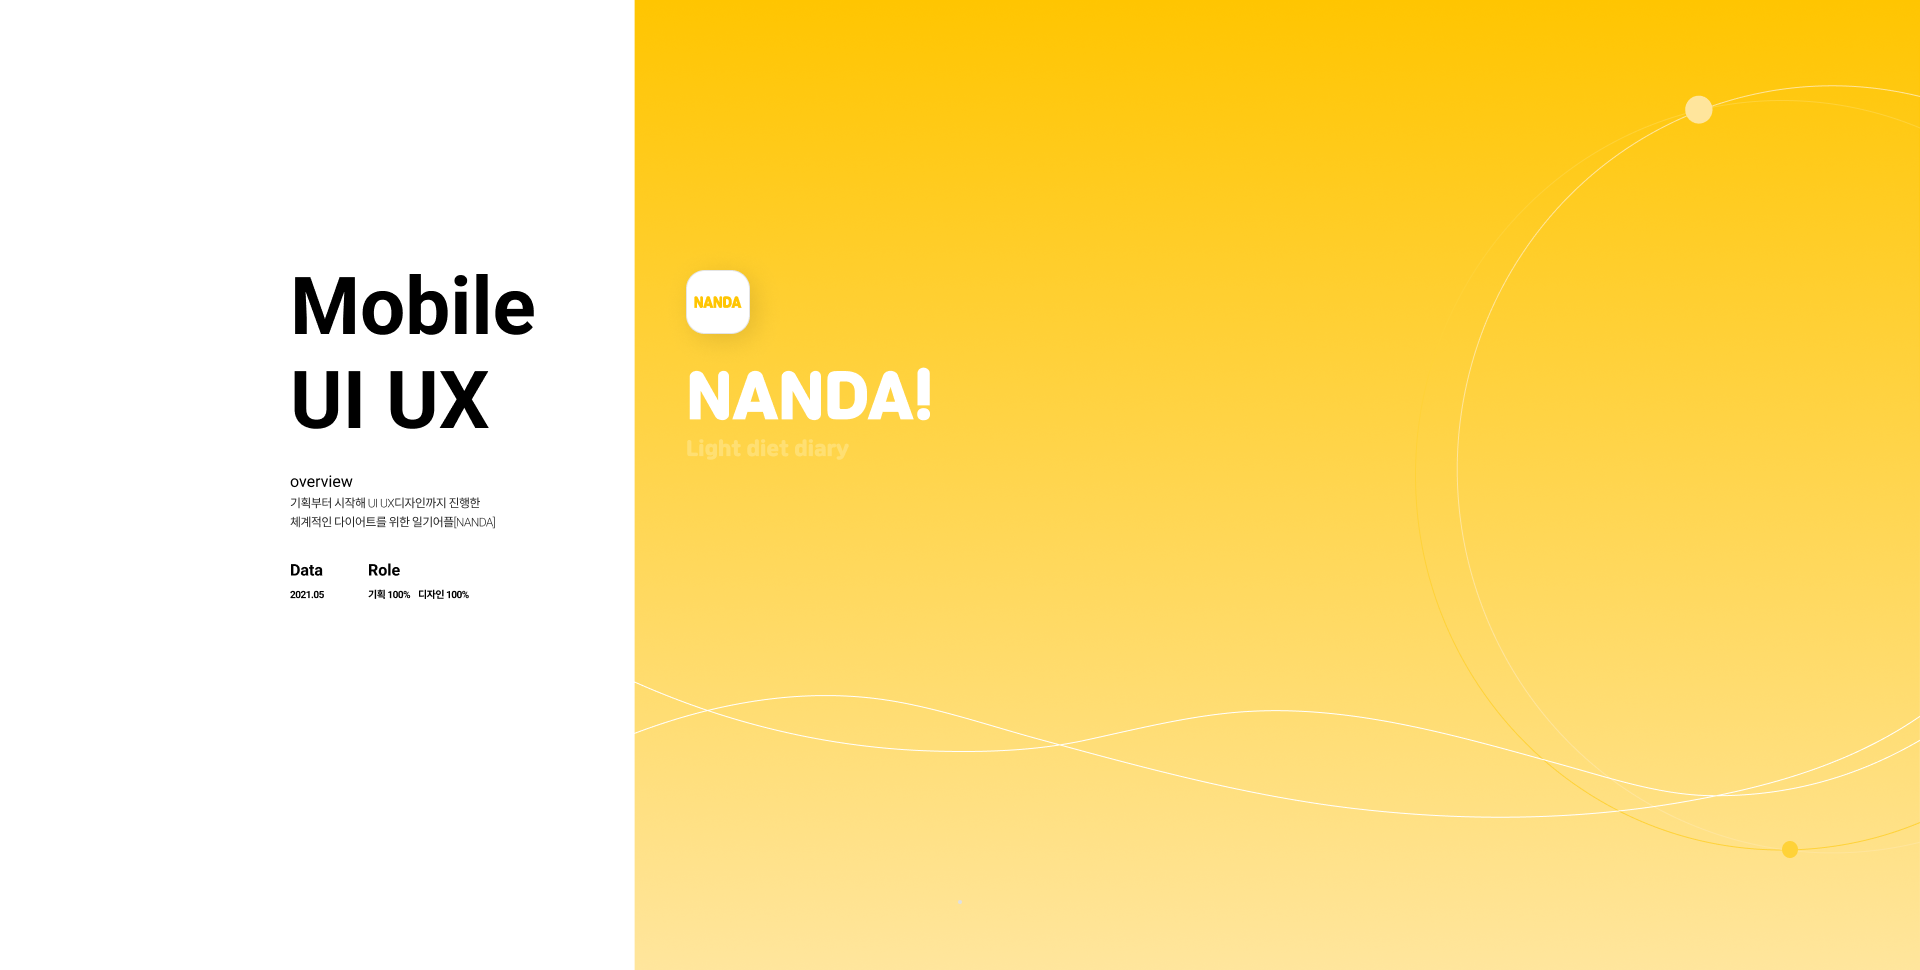 Mobile
UI UX
overview
기획부터 시작해 UI UX디자인까지 진행한
체계적인 다이어트를 위한 일기어플[NANDA]
Data
Role
2021.05
기획 100% 디자인 100%
NANDA
NANDA!
Light diet diary